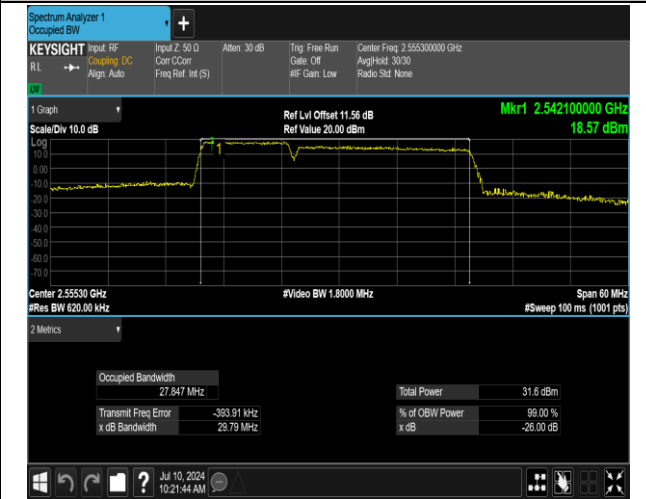 Spectrum Analyzer 1
Occupied BW
+
KEYSIGHT Input: RF Input Z: 50 Ω Atten: 30 dB Trig: Free Run Center Freq: 2.555300000 GHz
RL Coupling: DC Corr CCorr Gate: Off Avg|Hold: 30/30
Align: Auto Freq Ref: Int (S) #IF Gain: Low Radio Std: None
LXI
1 Graph Ref Lvl Offset 11.56 dB Mkr1 2.542100000 GHz
Scale/Div 10.0 dB Ref Value 20.00 dBm 18.57 dBm
Log
10.0
0.00
-10.0
-20.0
-30.0
-40.0
-50.0
-60.0
-70.0
1
Center 2.55530 GHz #Video BW 1.8000 MHz Span 60 MHz
#Res BW 620.00 kHz #Sweep 100 ms (1001 pts)
2 Metrics
Occupied Bandwidth
27.847 MHz Total Power 31.6 dBm
Transmit Freq Error -393.91 kHz % of OBW Power 99.00 %
x dB Bandwidth 29.79 MHz x dB -26.00 dB
?
Jul 10, 2024
10:21:44 AM